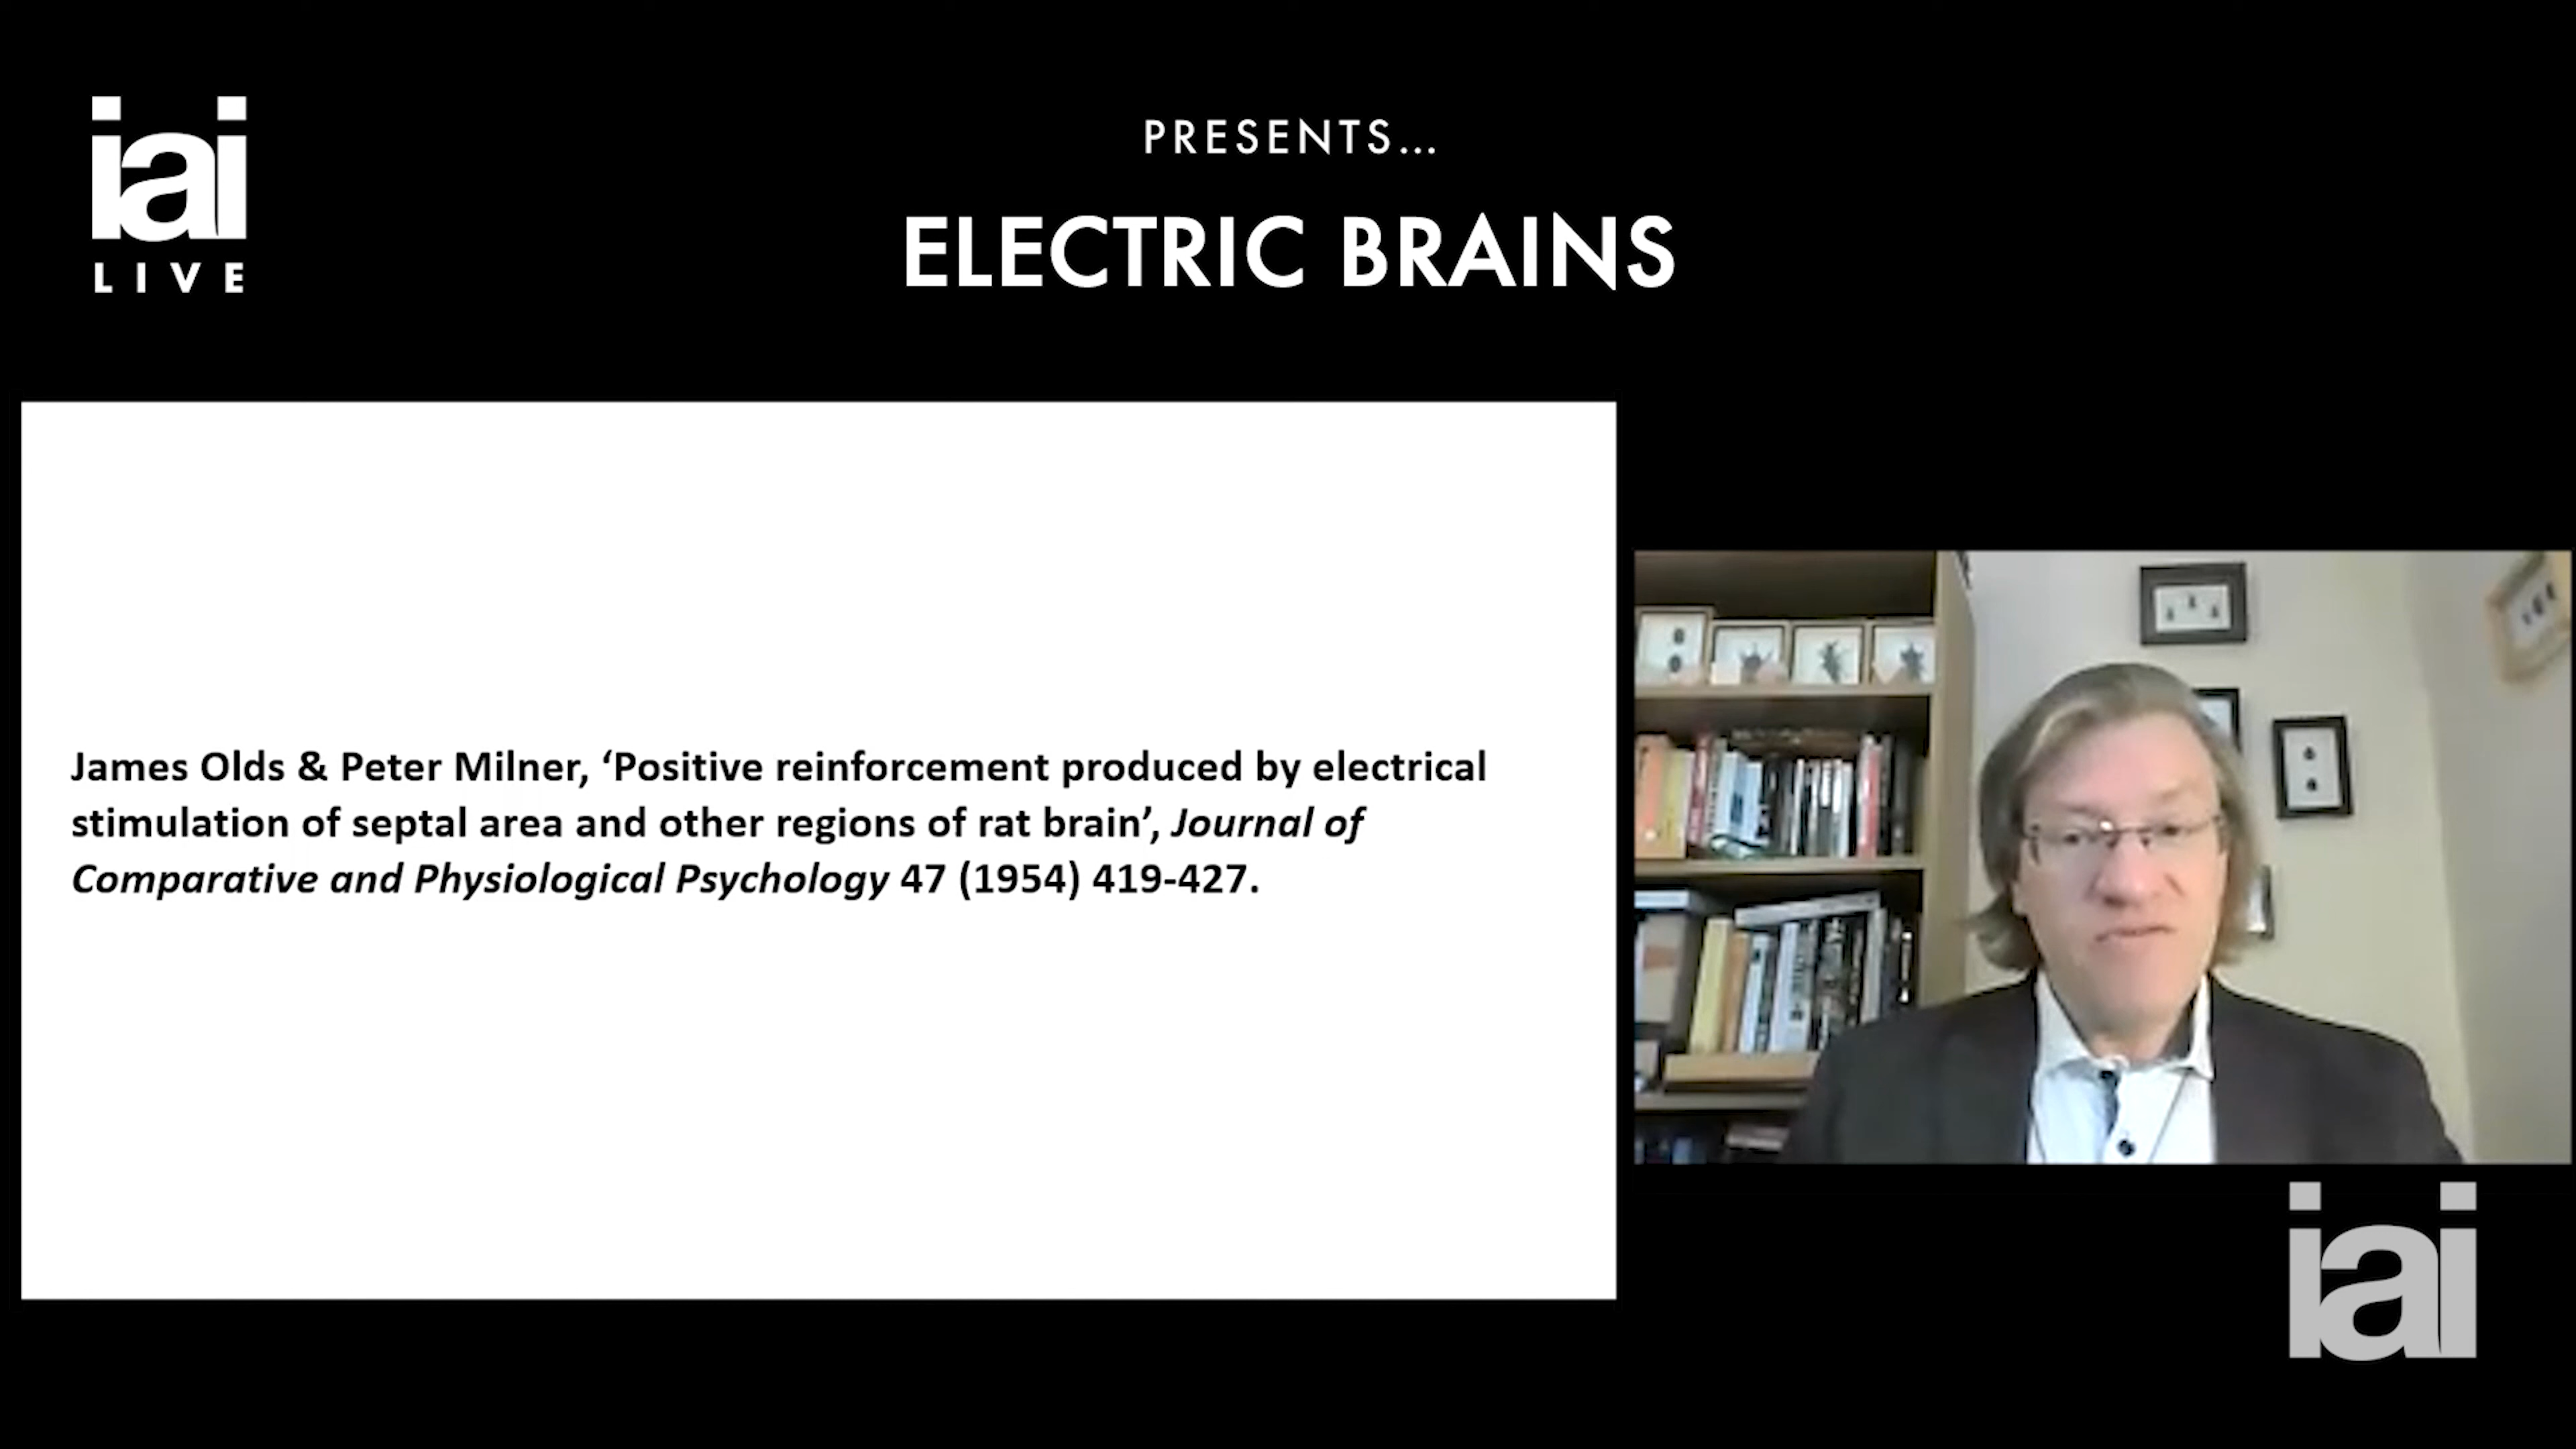 iai
LIVE
PRESENTS...
ELECTRIC BRAINS
James Olds & Peter Milner, ‘Positive reinforcement produced by electrical
stimulation of septal area and other regions of rat brain’, Journal of
Comparative and Physiological Psychology 47 (1954) 419-427.
iai